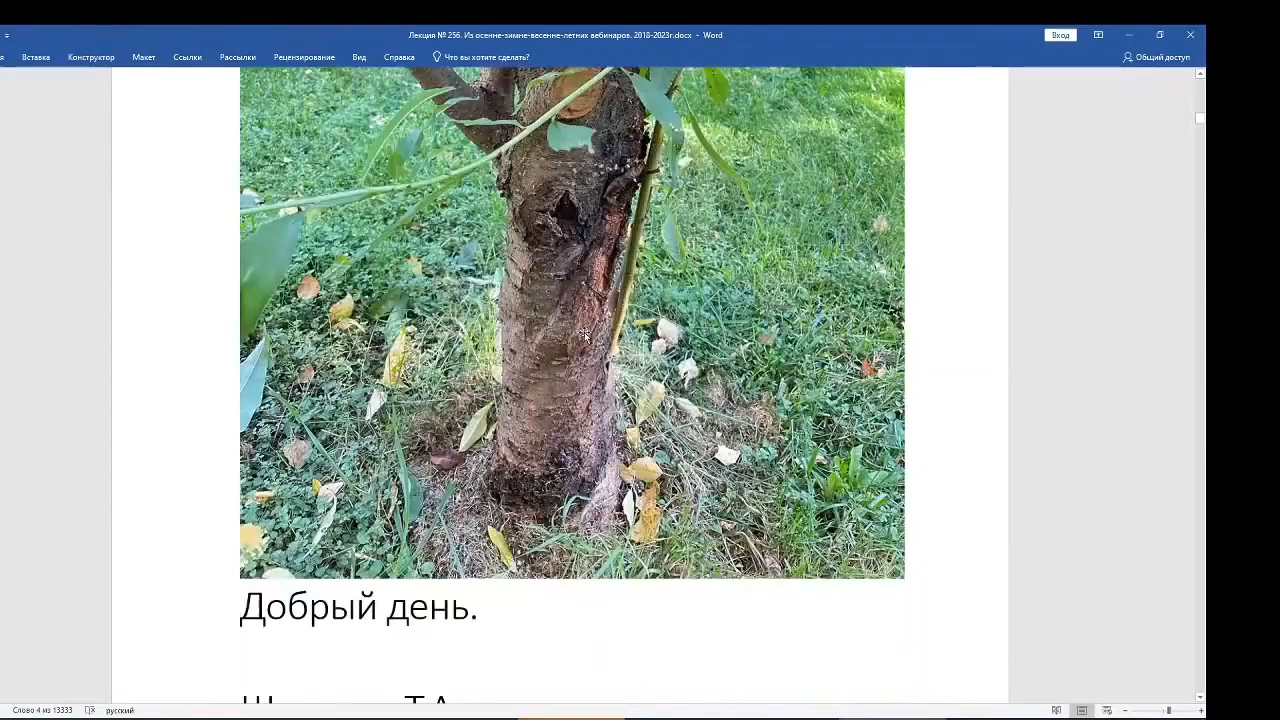 Лекция № 256. Из осенне-зимне-весенне-летних вебинаров. 2018-2023г.docx - Word
Вход
Вставка
Конструктор
Макет
Ссылки
Рассылки
Рецензирование
Вид
Справка
Что вы хотите сделать?
Общий доступ
Добрый день.
Слово 4 из 13333
русский